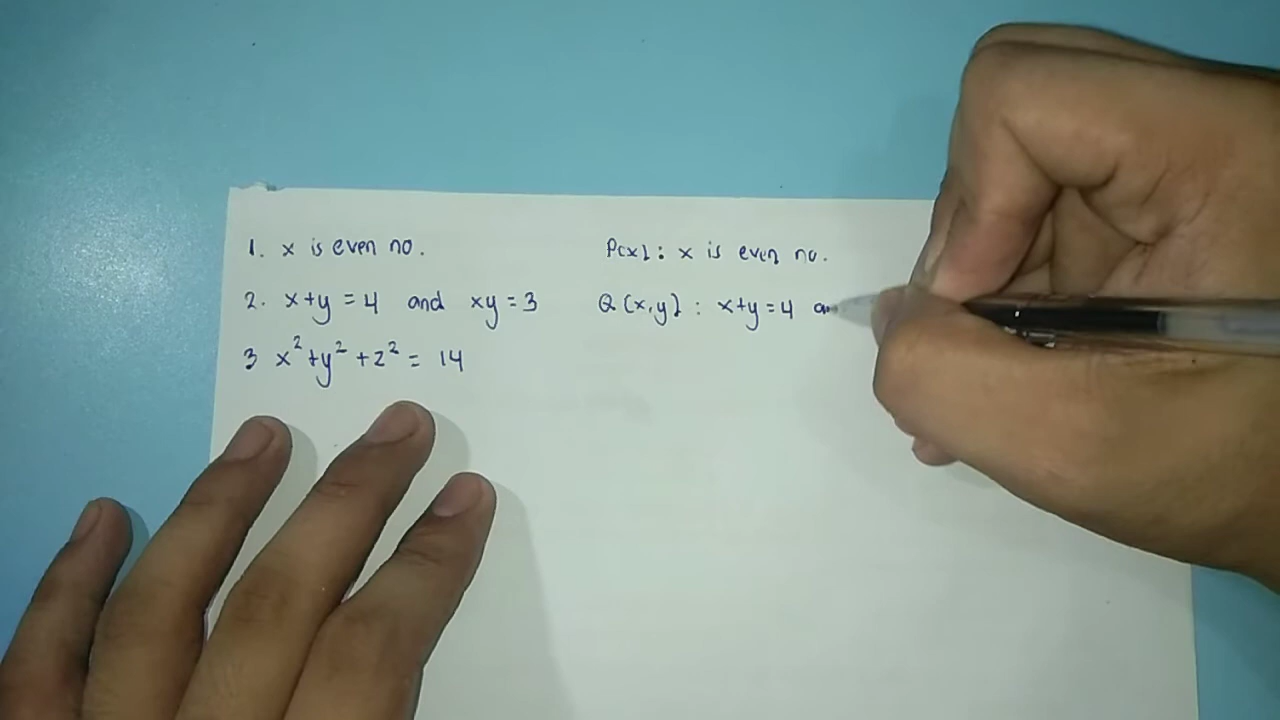 1. x is even no.
2. x+y = 4 and xy = 3
3 x² + y² + z² = 14
P(x): x is even no.
Q(x,y): x+y=4